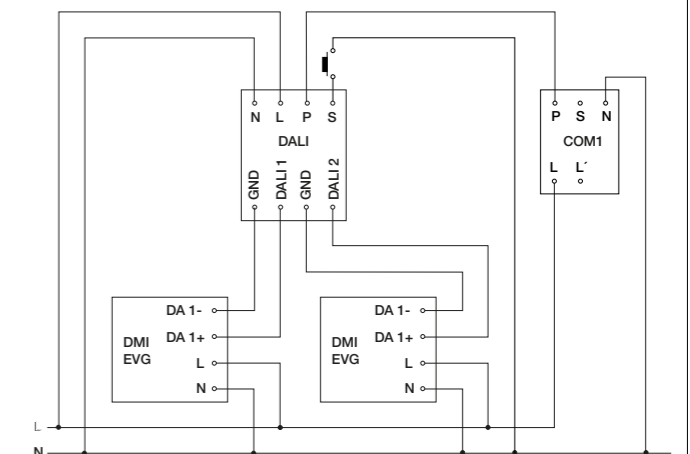 N L P S
DALI
GND DALI 1 GND DALI 2
P S N
COM1
L L´
DA 1-
DMI EVG
DA 1+
L
N
DA 1-
DMI EVG
DA 1+
L
N
L
N